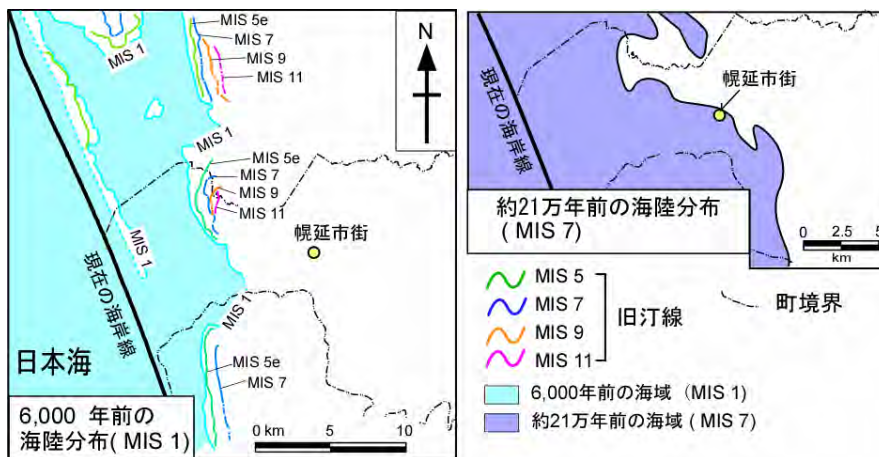 MIS 5e
MIS 7
MIS 9
MIS 11
MIS 1
N
現在の海岸線
MIS 1
MIS 5e
MIS 7
MIS 9
MIS 11
幌延市街
MIS 1
MIS 1
日本海
MIS 5e
MIS 7
6,000 年前の
海陸分布( MIS 1)
0 km 5 10
現在の海岸線
幌延市街
約21万年前の海陸分布
( MIS 7)
0 2.5 5
km
MIS 5
MIS 7
MIS 9
MIS 11
旧汀線
町境界
6,000年前の海域 (MIS 1)
約21万年前の海域 ( MIS 7)